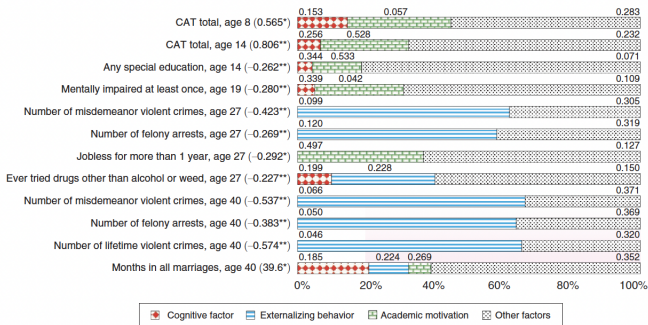 0.153 0.057 0.283
CAT total, age 8 (0.565*)
0.256 0.528 0.232
CAT total, age 14 (0.806**)
0.344 0.533 0.071
Any special education, age 14 (−0.262**)
0.339 0.042 0.109
Mentally impaired at least once, age 19 (−0.280**)
0.099 0.305
Number of misdemeanor violent crimes, age 27 (−0.423**)
0.120 0.319
Number of felony arrests, age 27 (−0.269**)
0.497 0.127
Jobless for more than 1 year, age 27 (−0.292*)
0.199 0.228 0.150
Ever tried drugs other than alcohol or weed, age 27 (−0.227**)
0.066 0.371
Number of misdemeanor violent crimes, age 40 (−0.537**)
0.050 0.369
Number of felony arrests, age 40 (−0.383**)
0.046 0.320
Number of lifetime violent crimes, age 40 (−0.574**)
0.185 0.224 0.269 0.352
Months in all marriages, age 40 (39.6*)
0% 20% 40% 60% 80% 100%
Cognitive factor Externalizing behavior Academic motivation Other factors